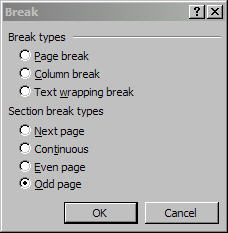 Break
?
Break types
Page break
Column break
Text wrapping break
Section break types
Next page
Continuous
Even page
Odd page
OK Cancel